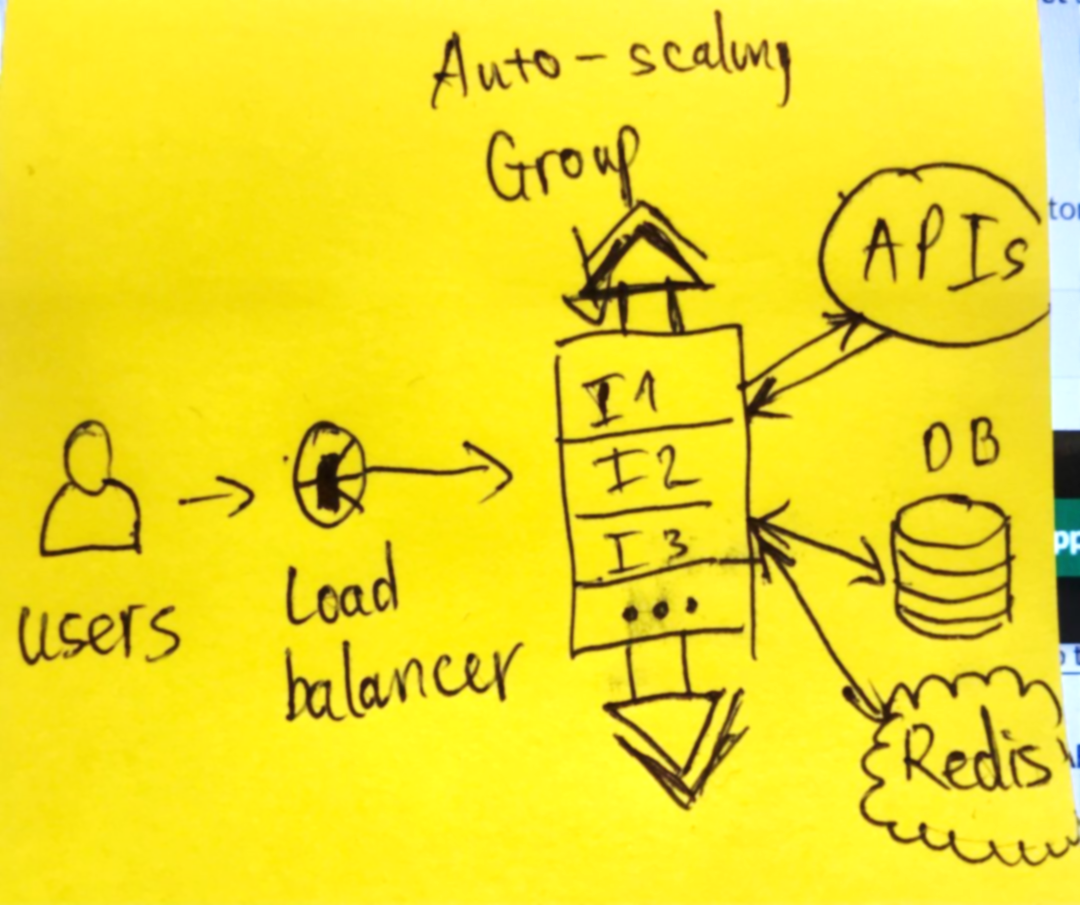 Auto-scaling
Group
APIs
I1
I2
I3
...
DB
users
Load
balancer
Redis